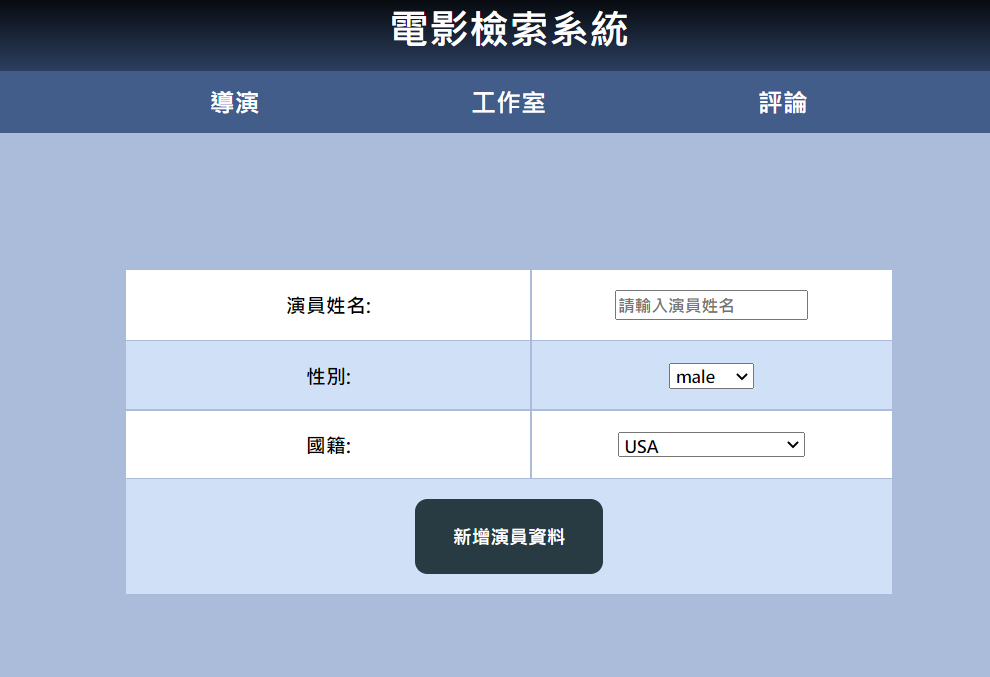 電影檢索系統
導演 工作室 評論
演員姓名: 請輸入演員姓名
性別: male
國籍: USA
新增演員資料